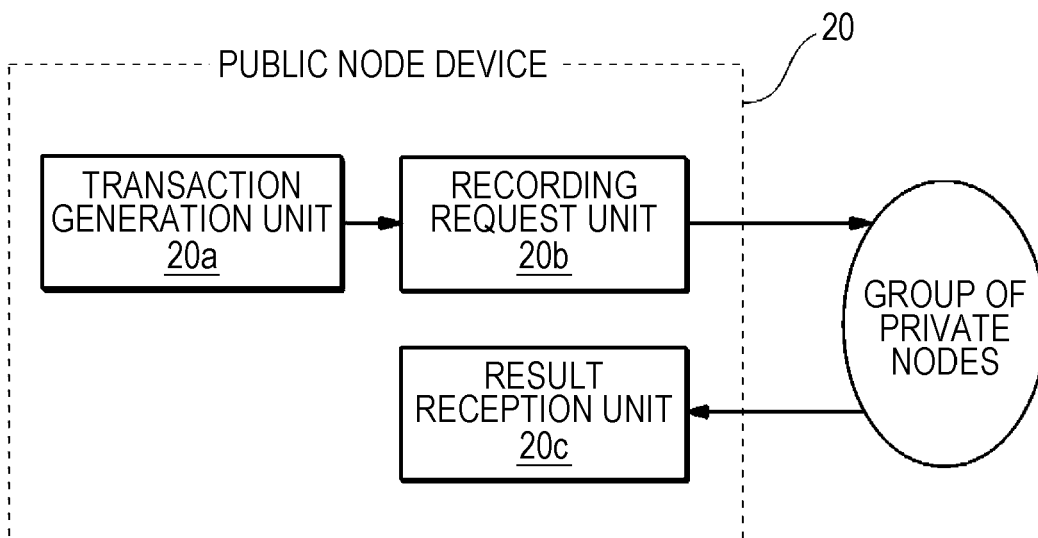 20
PUBLIC NODE DEVICE
TRANSACTION
GENERATION UNIT
20a
RECORDING
REQUEST UNIT
20b
GROUP OF
PRIVATE
NODES
RESULT
RECEPTION UNIT
20c